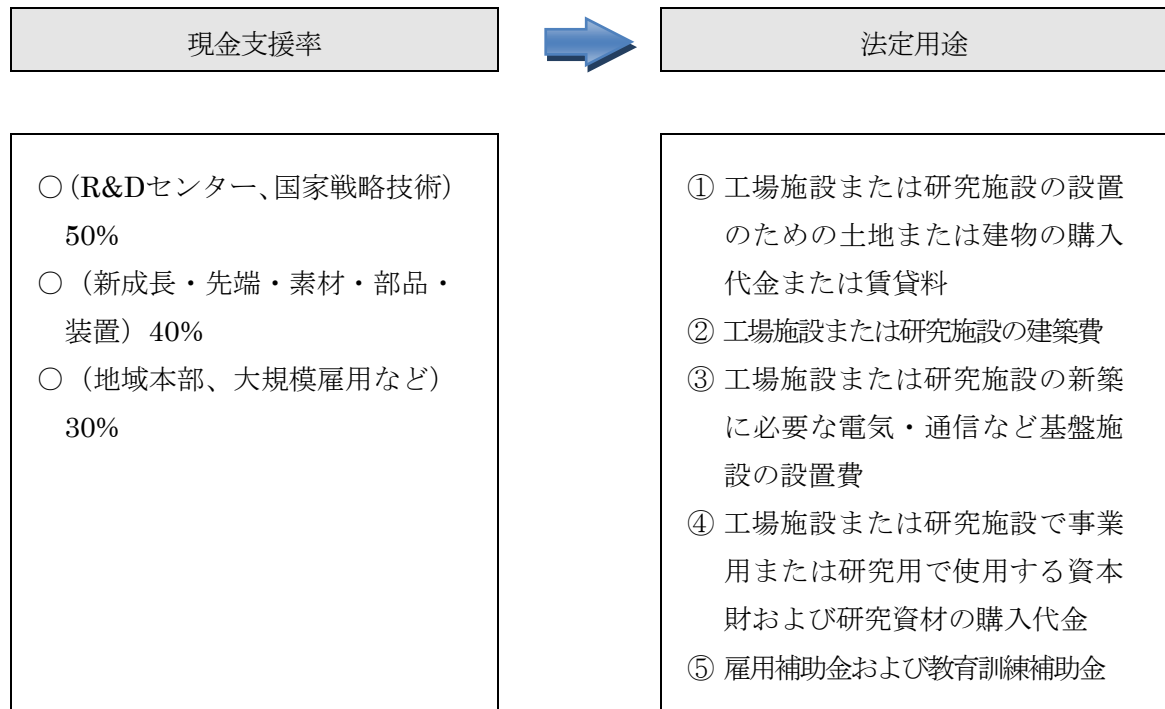 現金支援率
法定用途
○(R&Dセンター、国家戦略技術)
50%
○(新成長・先端・素材・部品・
装置)40%
○(地域本部、大規模雇用など)
30%
① 工場施設または研究施設の設置
のための土地または建物の購入
代金または賃貸料
② 工場施設または研究施設の建築費
③ 工場施設または研究施設の新築
に必要な電気・通信など基盤施
設の設置費
④ 工場施設または研究施設で事業
用または研究用で使用する資本
財および研究資材の購入代金
⑤ 雇用補助金および教育訓練補助金